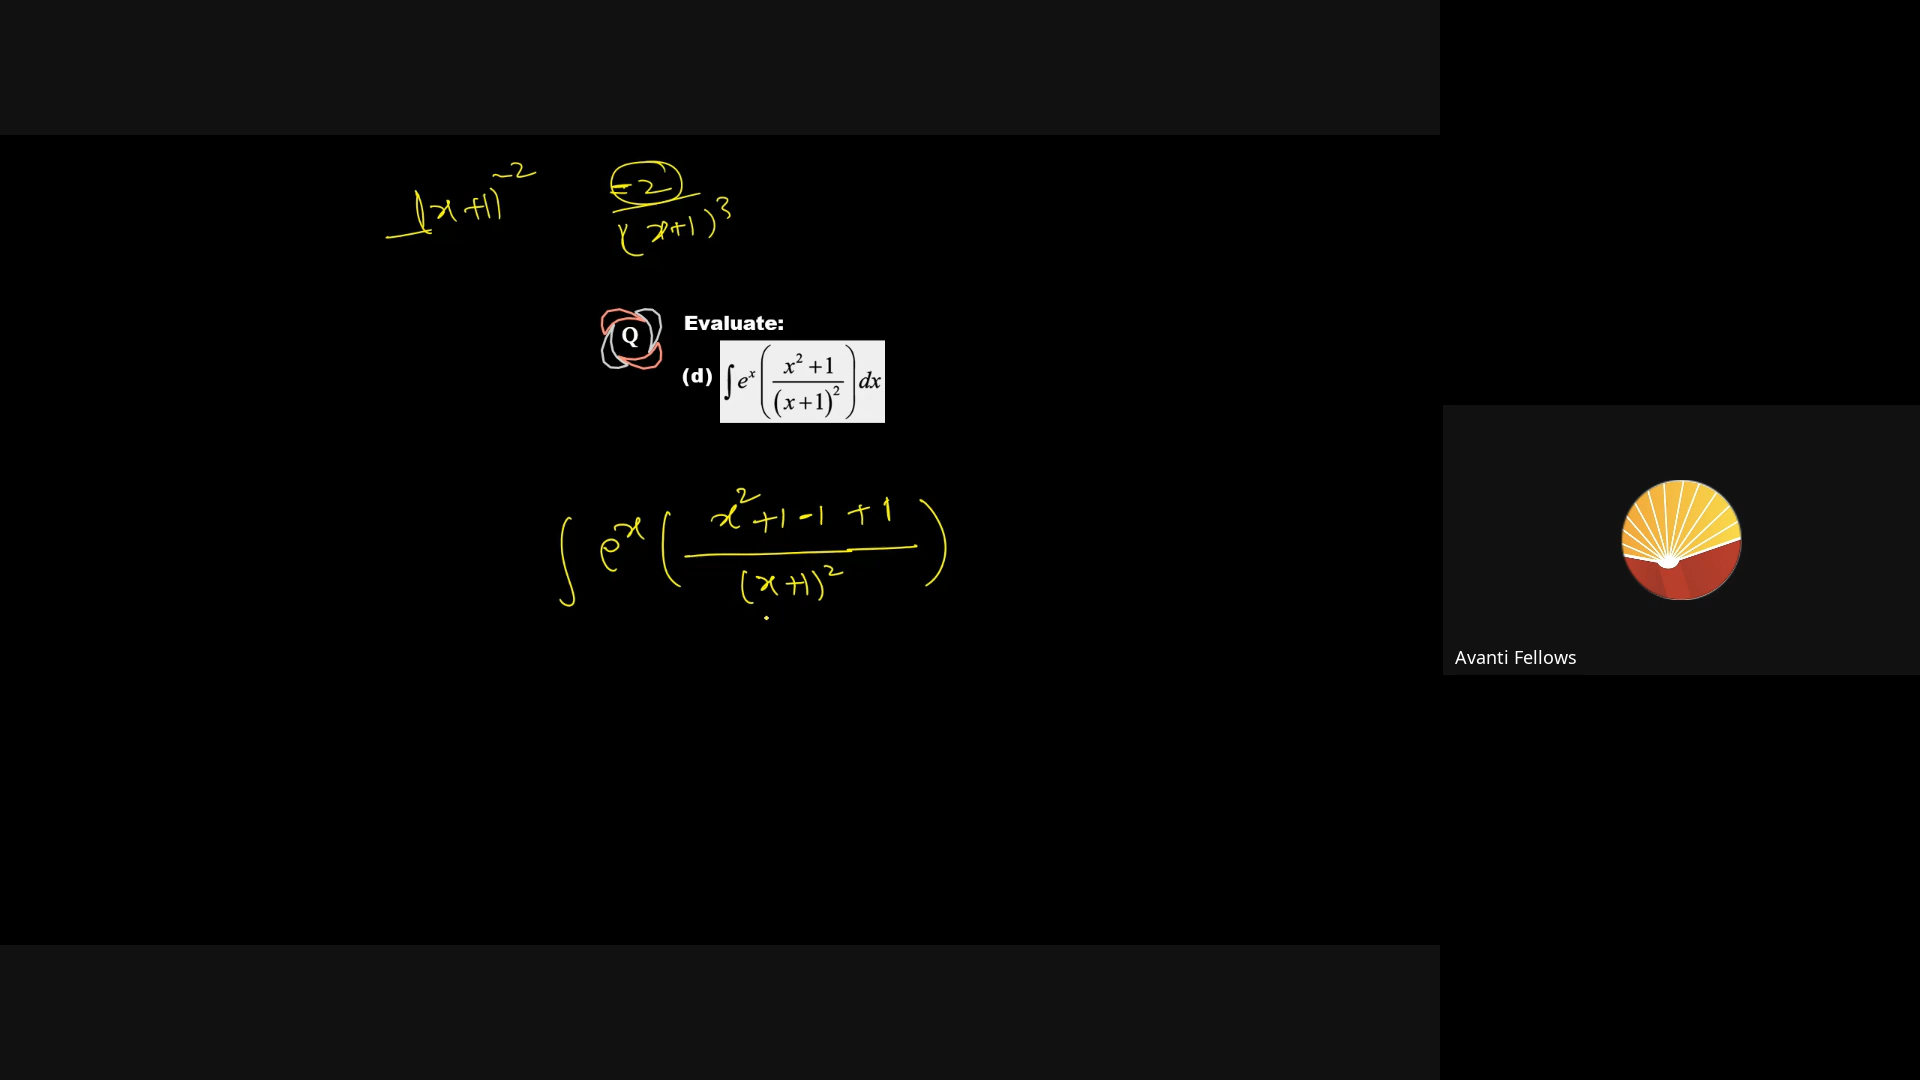 (x+1)^-2    -2/(x+1)^3
Q Evaluate:
(d) ∫e^x((x^2+1)/(x+1)^2)dx
∫ e^x ( (x^2+1-1+1)/(x+1)^2 )
Avanti Fellows